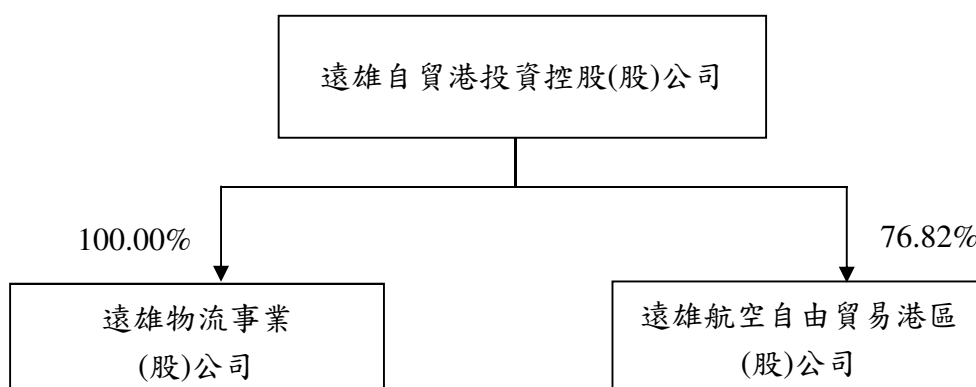 遠雄自貿港投資控股(股)公司
100.00%
76.82%
遠雄物流事業
(股)公司
遠雄航空自由貿易港區
(股)公司